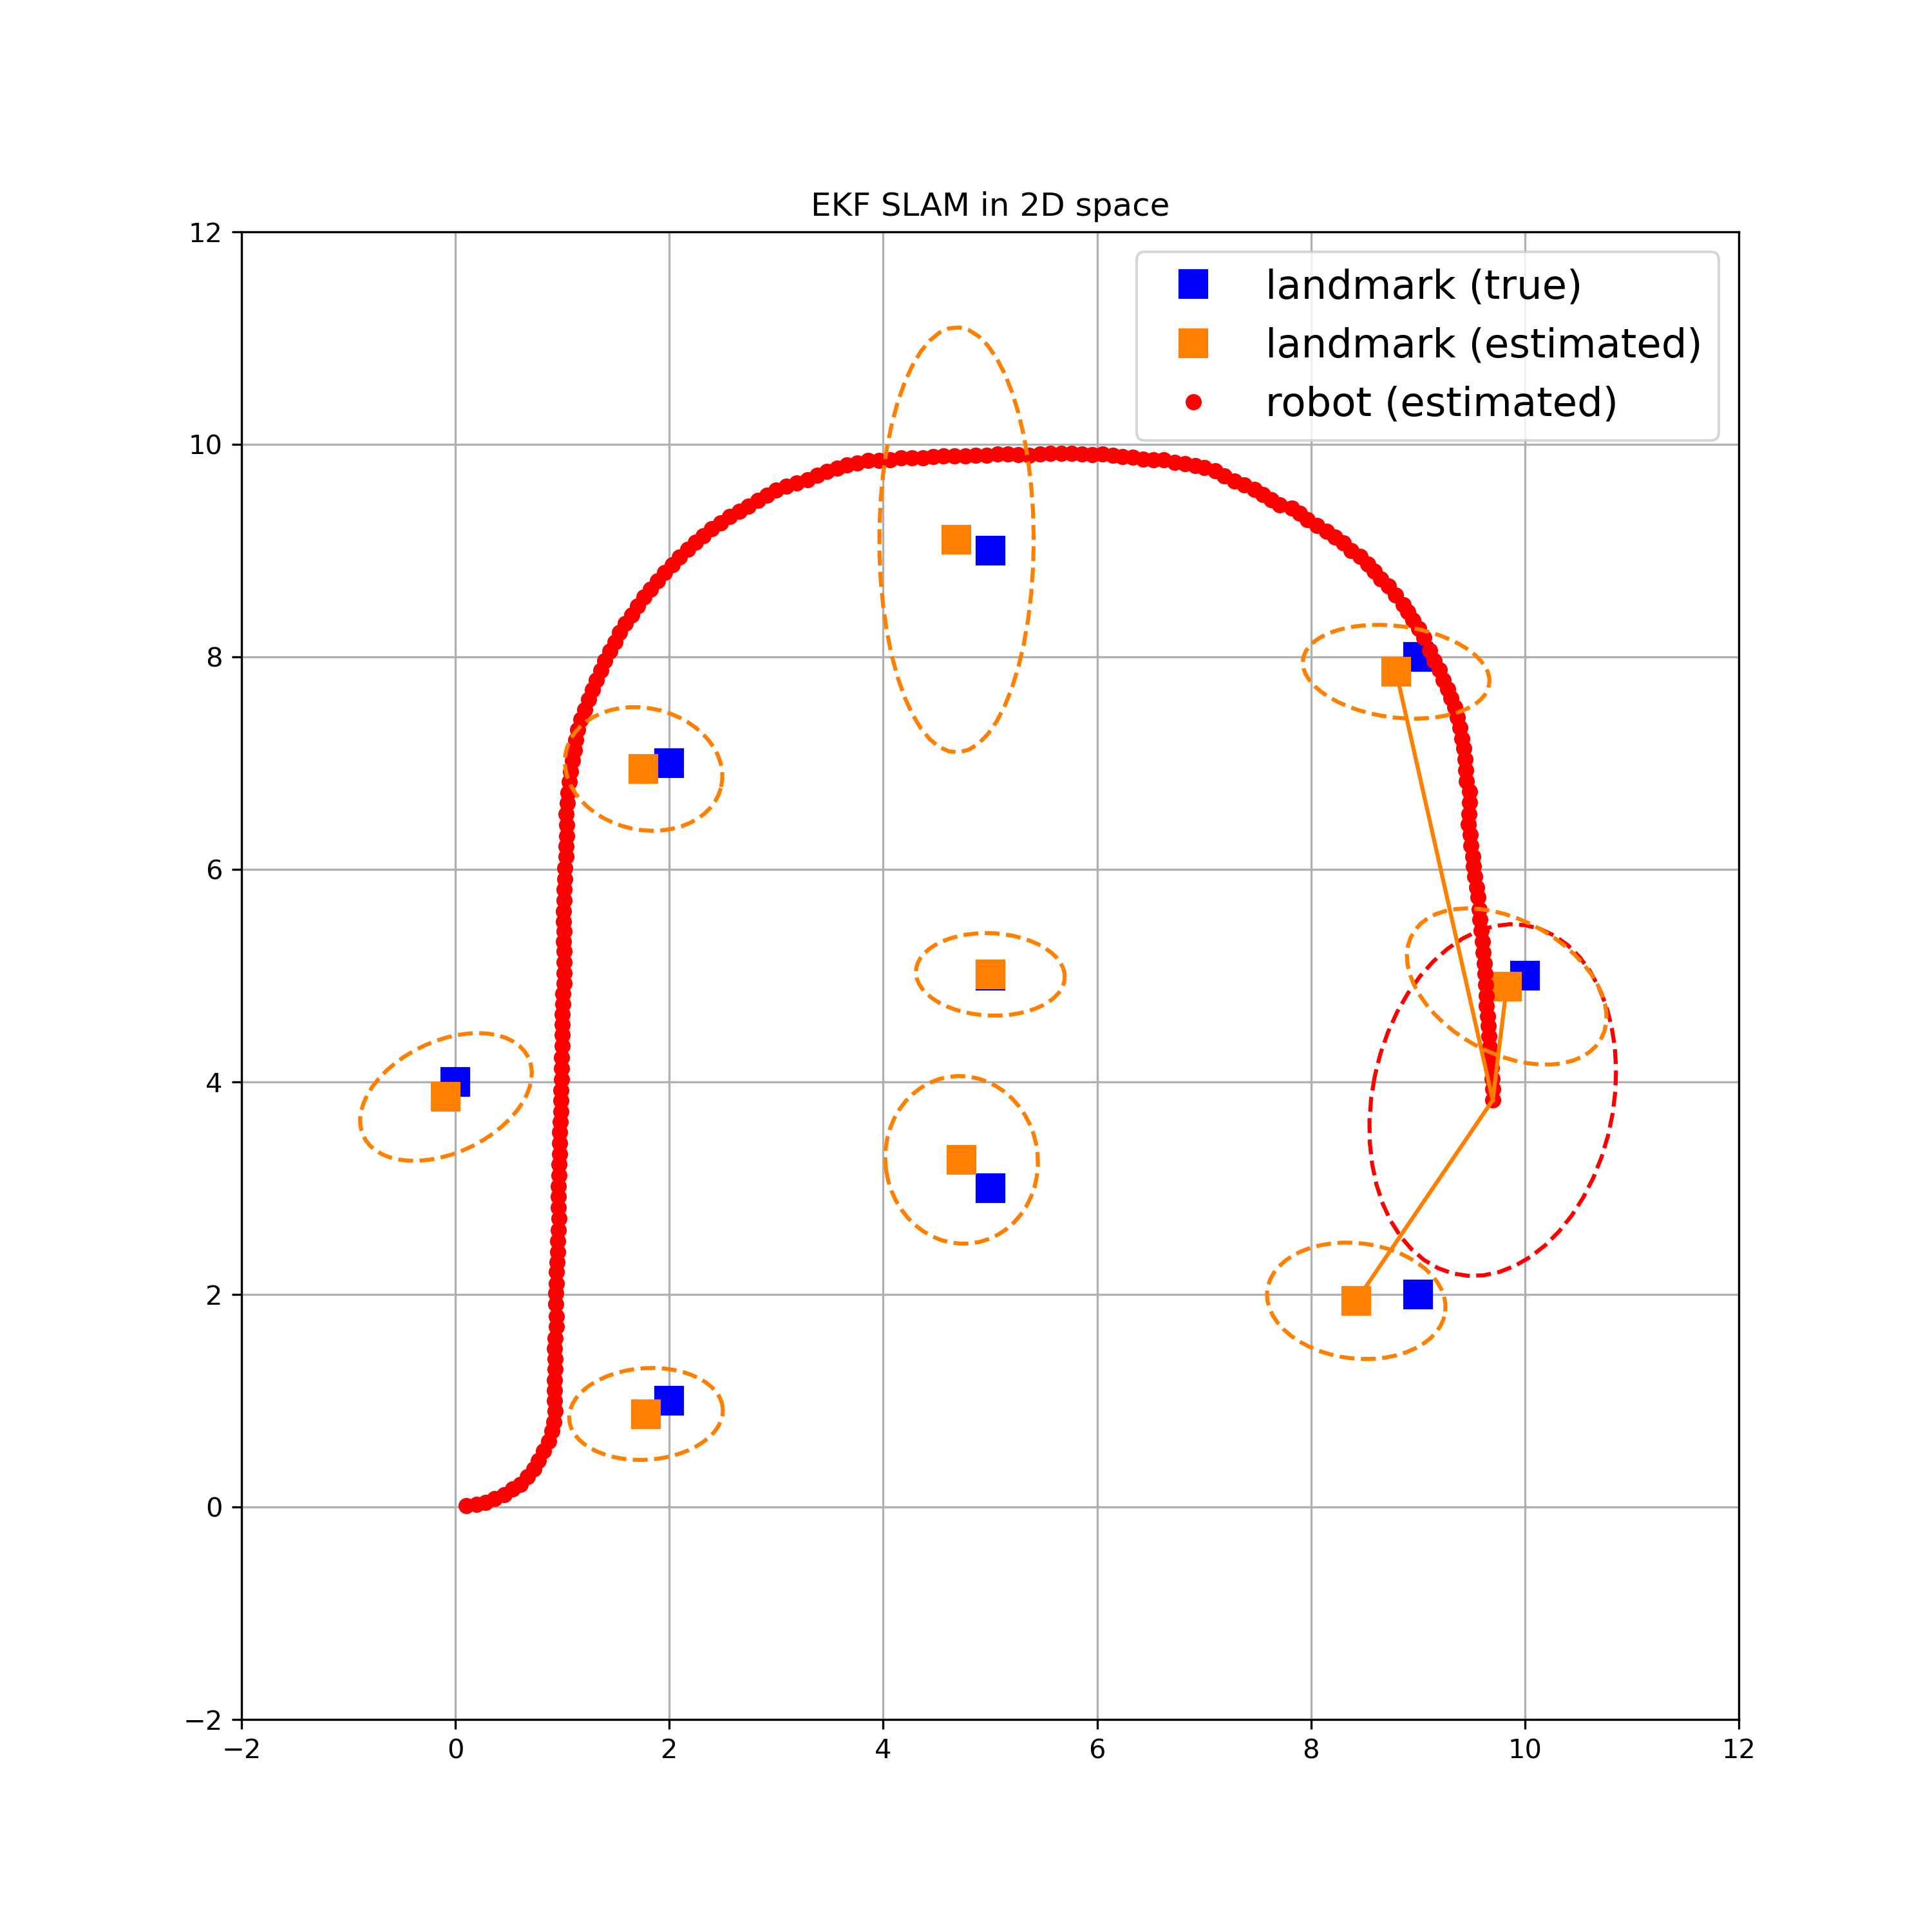 EKF SLAM in 2D space
12
landmark (true)
landmark (estimated)
robot (estimated)
10
8
6
4
2
0
−2
−2 0 2 4 6 8 10 12